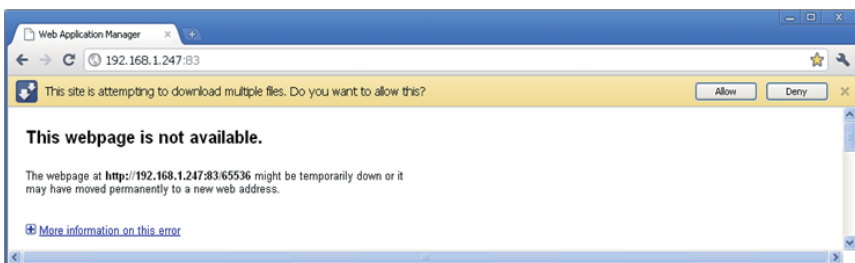 Web Application Manager
192.168.1.247:83
This site is attempting to download multiple files. Do you want to allow this?
Allow
Deny
This webpage is not available.
The webpage at http://192.168.1.247:83/65536 might be temporarily down or it
may have moved permanently to a new web address.
More information on this error